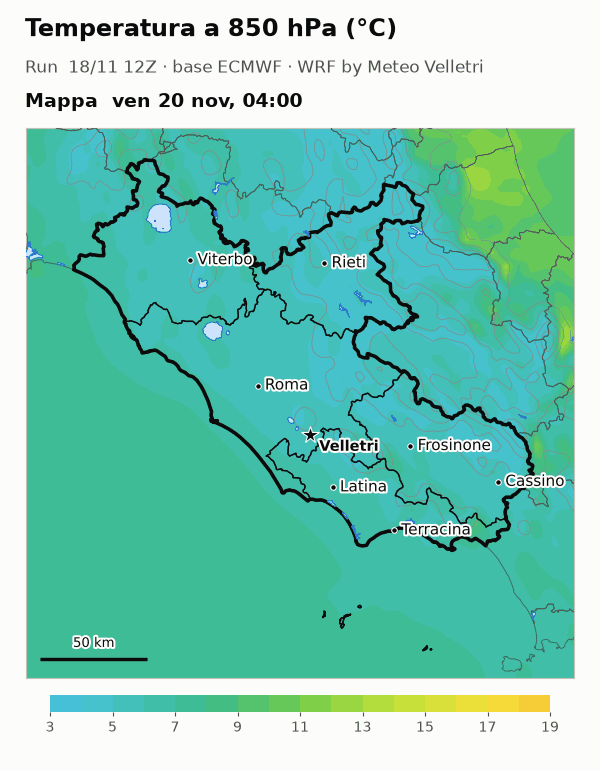 Temperatura a 850 hPa (°C)
Run  18/11 12Z · base ECMWF · WRF by Meteo Velletri
Mappa  ven 20 nov, 04:00
Viterbo
Rieti
Roma
Velletri
Frosinone
Latina
Cassino
Terracina
50 km
3 5 7 9 11 13 15 17 19